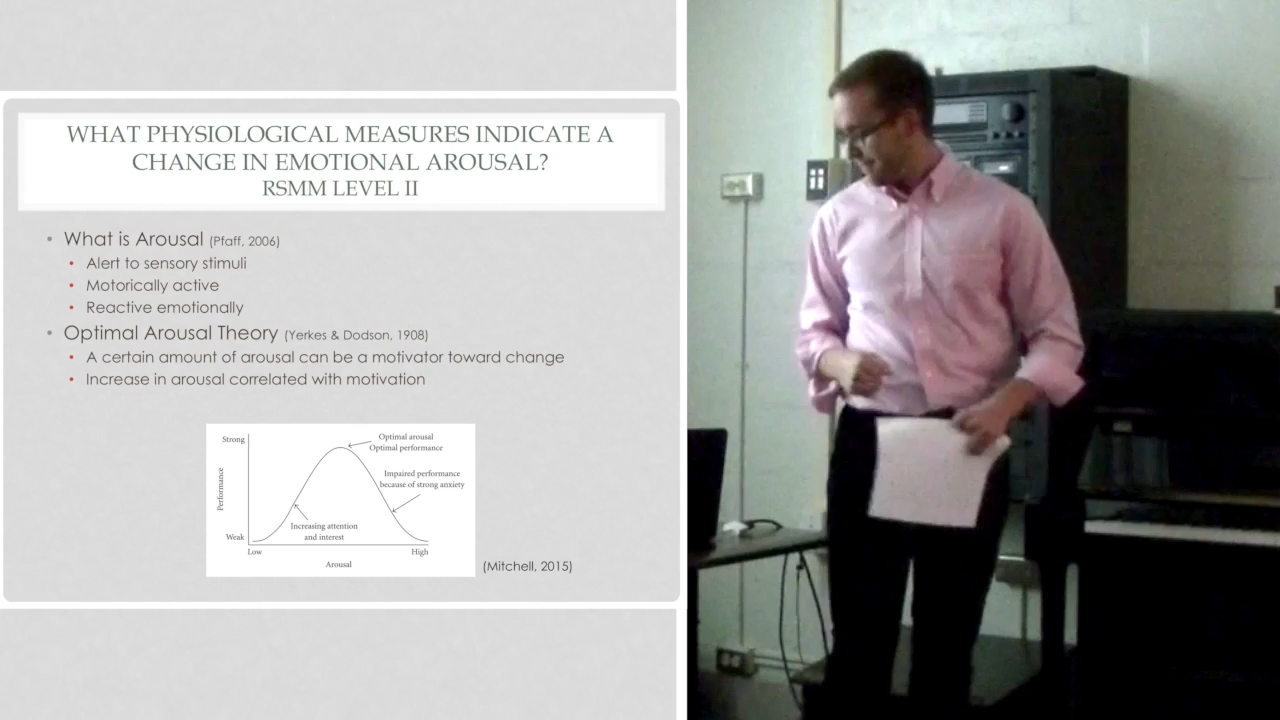 WHAT PHYSIOLOGICAL MEASURES INDICATE A
CHANGE IN EMOTIONAL AROUSAL?
RSMM LEVEL II
• What is Arousal (Pfaff, 2006)
• Alert to sensory stimuli
• Motorically active
• Reactive emotionally
• Optimal Arousal Theory (Yerkes & Dodson, 1908)
• A certain amount of arousal can be a motivator toward change
• Increase in arousal correlated with motivation
Strong
Optimal arousal
Optimal performance
Impaired performance
because of strong anxiety
Performance
Increasing attention
and interest
Weak
Low
High
Arousal
(Mitchell, 2015)